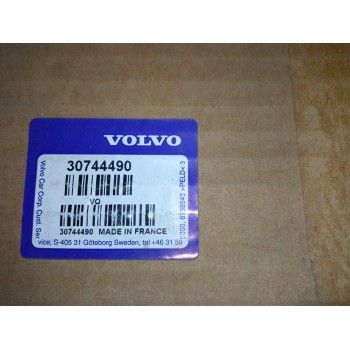 VOLVO
30744490
VO
30744490 MADE IN FRANCE
Volvo Car Corp. Cust. Ser
vice, S-405 31 Göteborg Sweden, tel +46 31 59